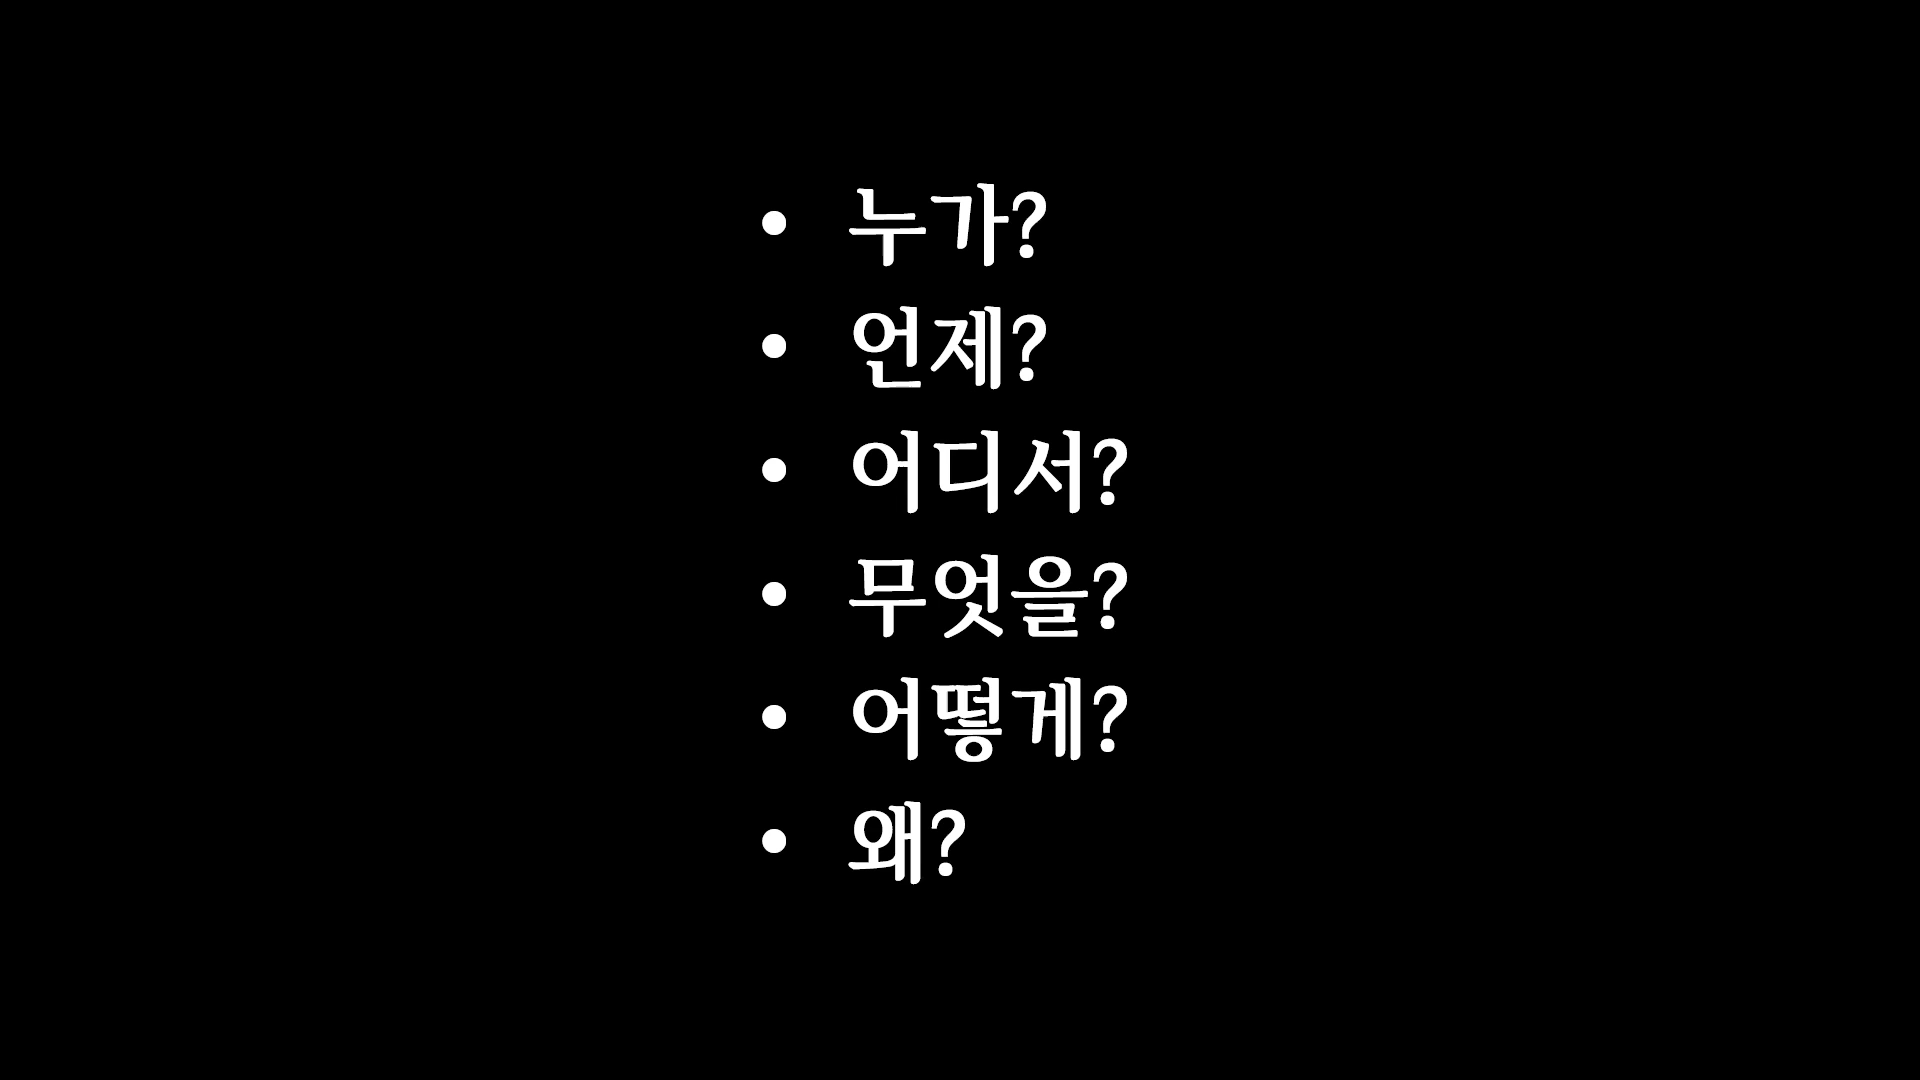 • 누가?
• 언제?
• 어디서?
• 무엇을?
• 어떻게?
• 왜?